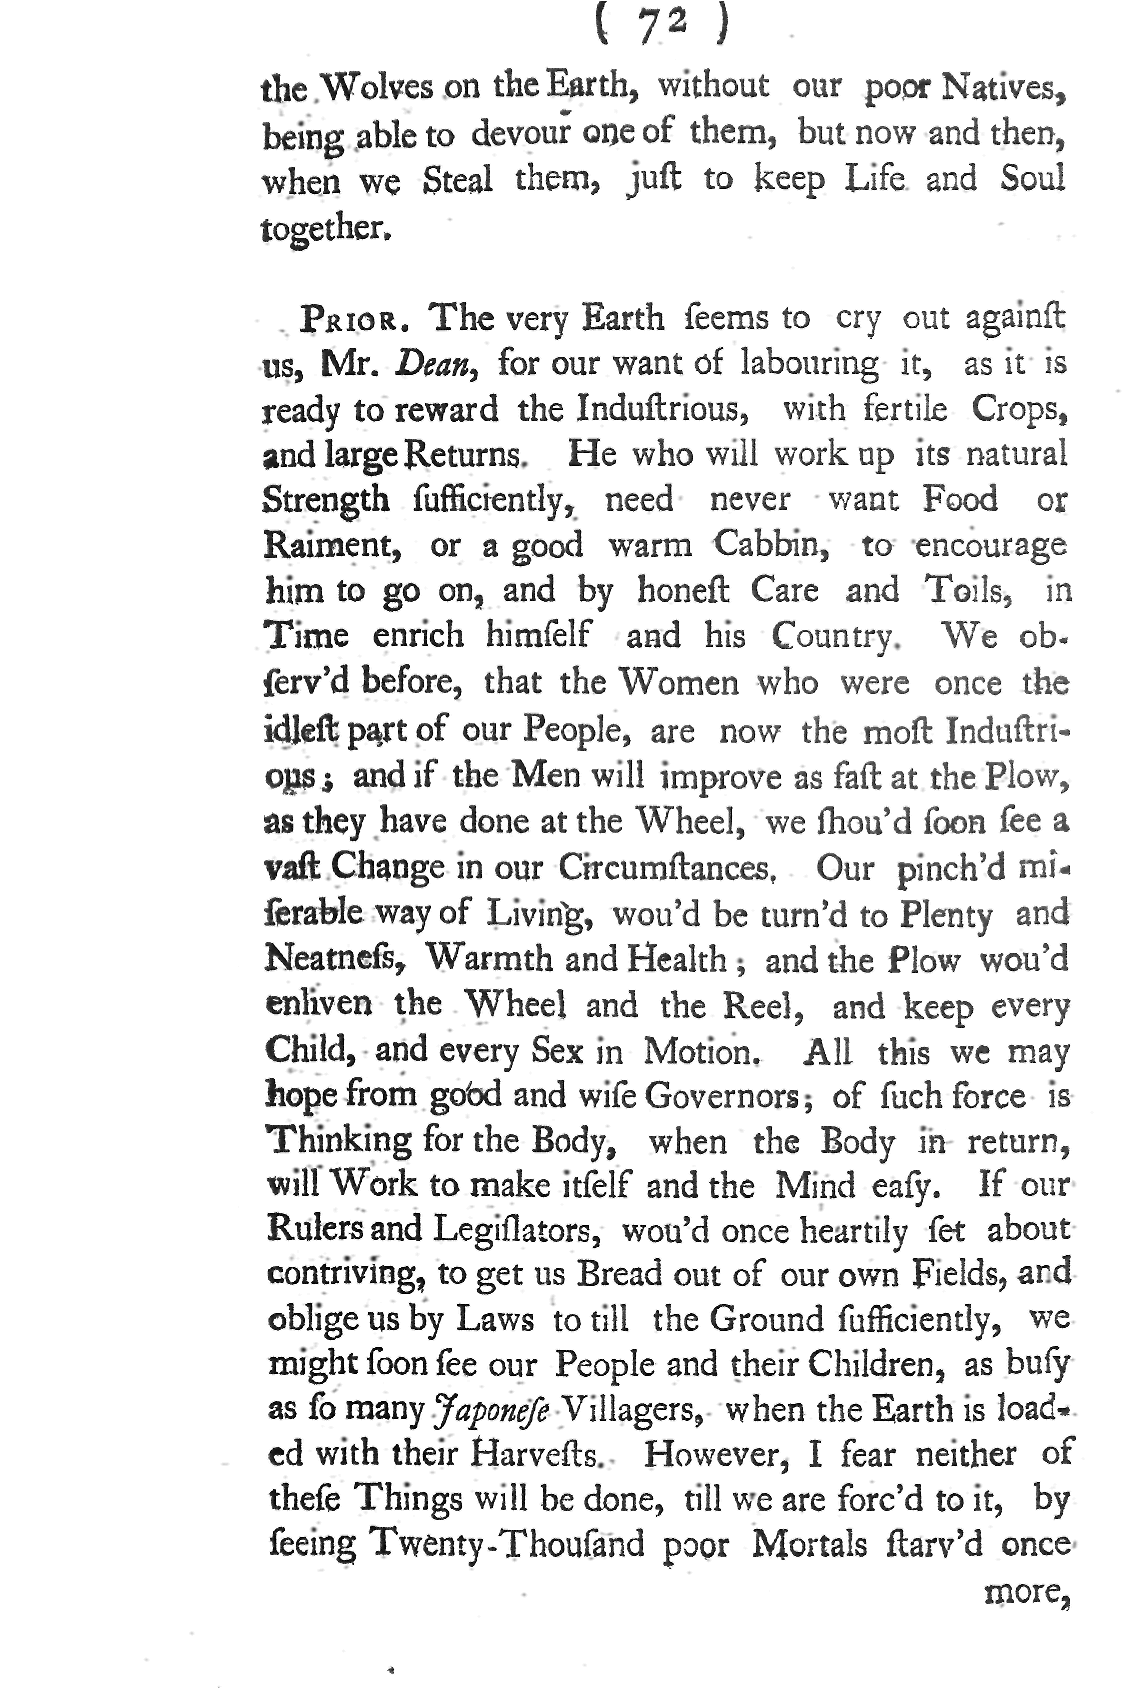 ( 72 )
the Wolves on the Earth, without our poor Natives,
being able to devour one of them, but now and then,
when we Steal them, juſt to keep Life and Soul
together.
PRIOR. The very Earth ſeems to cry out againſt
us, Mr. Dean, for our want of labouring it, as it is
ready to reward the Induſtrious, with fertile Crops,
and large Returns. He who will work up its natural
Strength ſufficiently, need never want Food or
Raiment, or a good warm Cabbin, to encourage
him to go on, and by honeſt Care and Toils, in
Time enrich himſelf and his Country. We ob-
ſerv'd before, that the Women who were once the
idleſt part of our People, are now the moſt Induſtri-
ous; and if the Men will improve as faſt at the Plow,
as they have done at the Wheel, we ſhou'd ſoon ſee a
vaſt Change in our Circumſtances. Our pinch'd mi-
ſerable way of Living, wou'd be turn'd to Plenty and
Neatneſs, Warmth and Health; and the Plow wou'd
enliven the Wheel and the Reel, and keep every
Child, and every Sex in Motion. All this we may
hope from good and wiſe Governors; of ſuch force is
Thinking for the Body, when the Body in return,
will Work to make itſelf and the Mind eaſy. If our
Rulers and Legiſlators, wou'd once heartily ſet about
contriving, to get us Bread out of our own Fields, and
oblige us by Laws to till the Ground ſufficiently, we
might ſoon ſee our People and their Children, as buſy
as ſo many Japoneſe Villagers, when the Earth is load-
ed with their Harveſts. However, I fear neither of
theſe Things will be done, till we are forc'd to it, by
ſeeing Twenty-Thouſand poor Mortals ſtarv'd once
more,